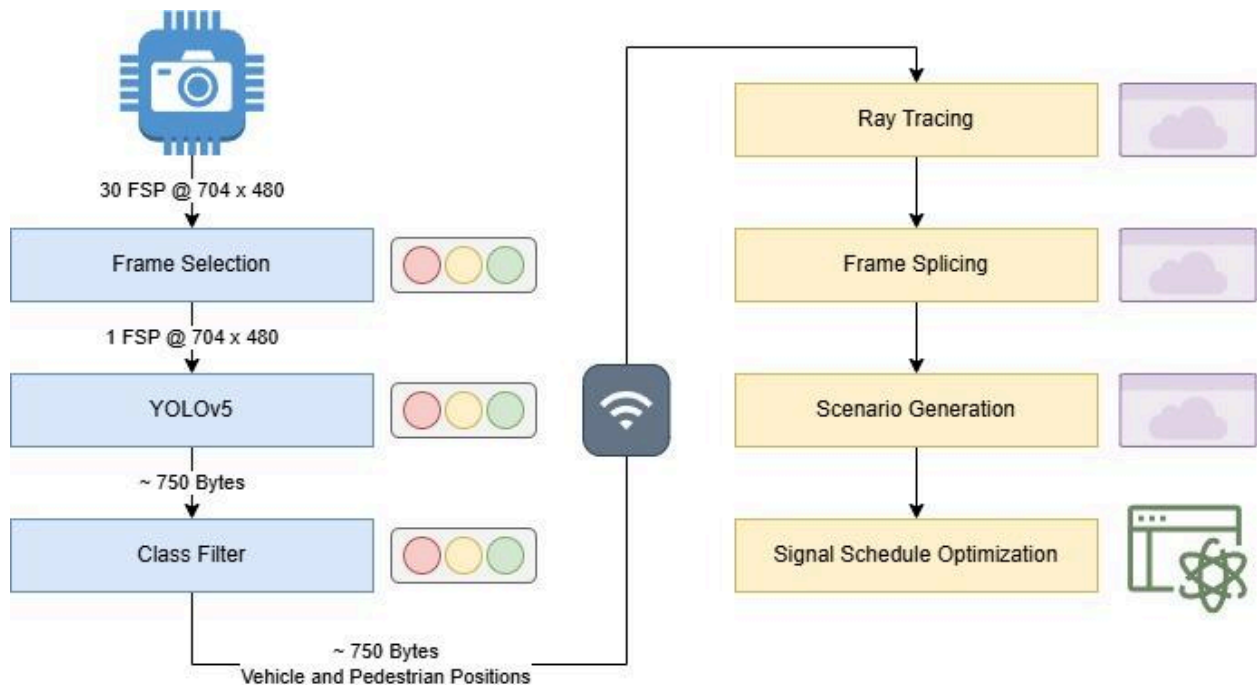 30 FSP @ 704 x 480
Frame Selection
1 FSP @ 704 x 480
YOLOv5
~ 750 Bytes
Class Filter
~ 750 Bytes
Vehicle and Pedestrian Positions
Ray Tracing
Frame Splicing
Scenario Generation
Signal Schedule Optimization